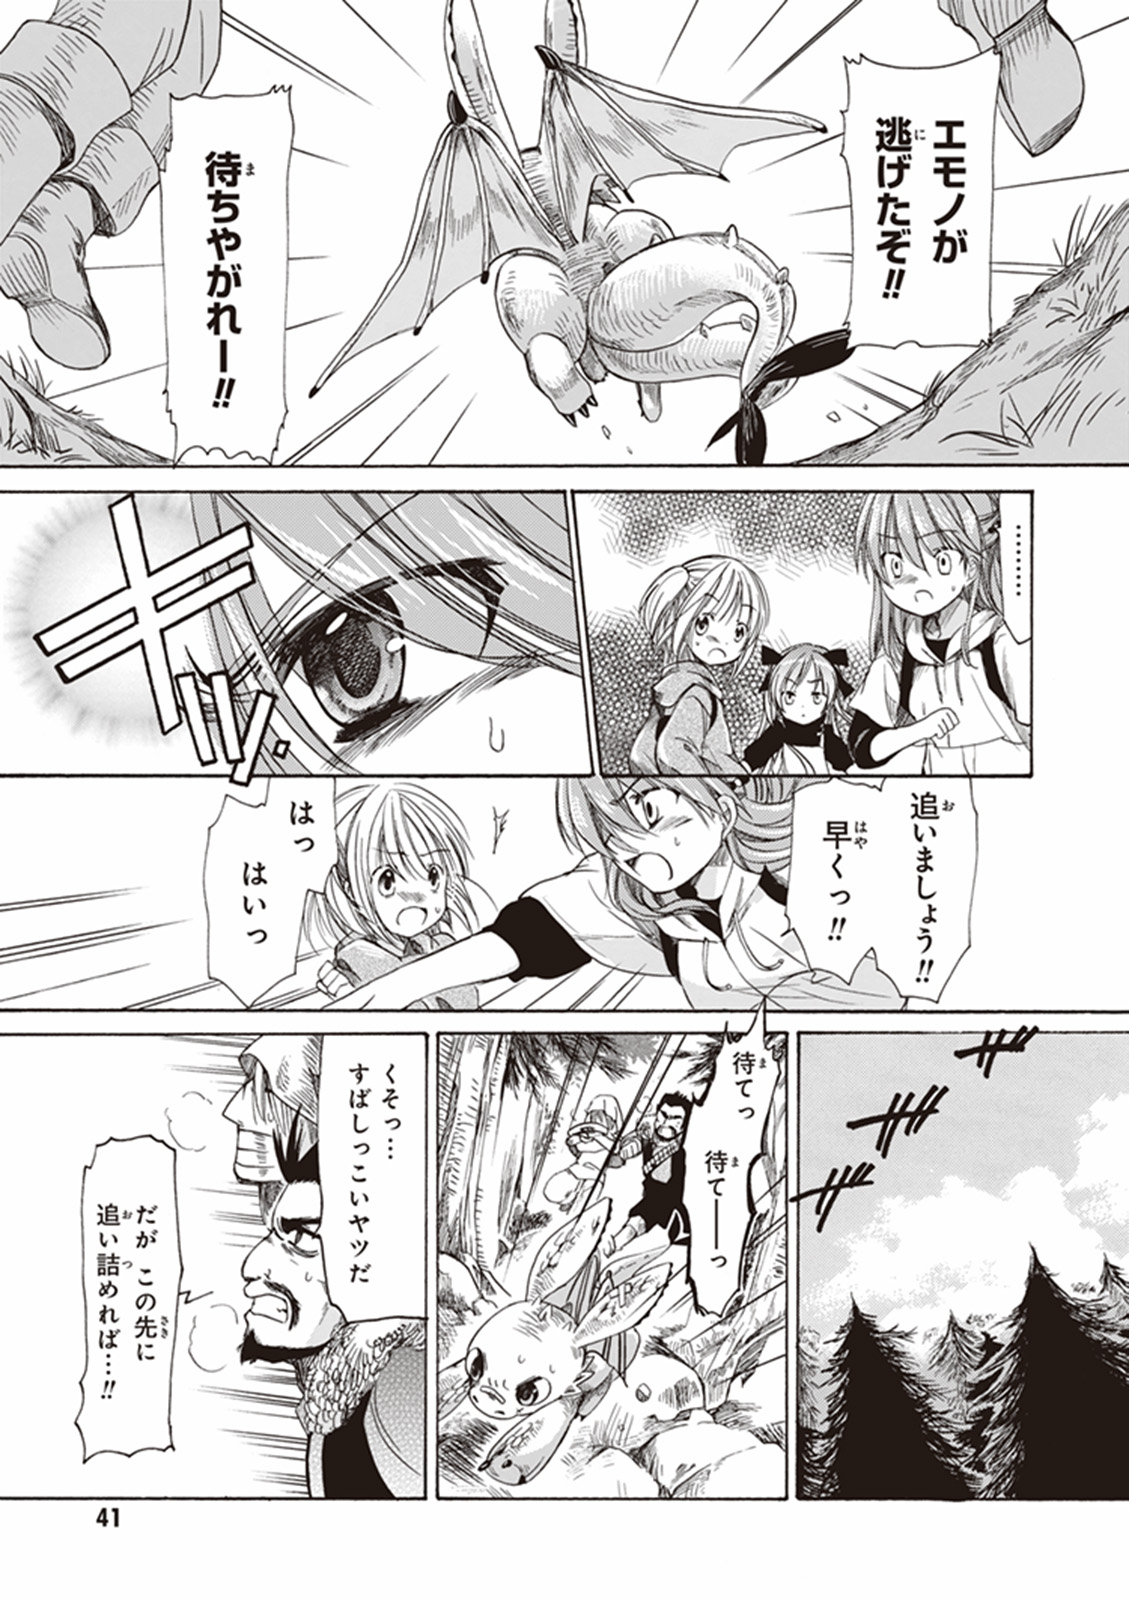 エモノが
逃げたぞ!!
待ちやがれー!!
………
キッ
追いましょう!!
早くっ!!
はっ
はいっ
待てっ
待て――っ
くそっ…
すばしっこいヤツだ
だが この先に
追い詰めれば…!!
41